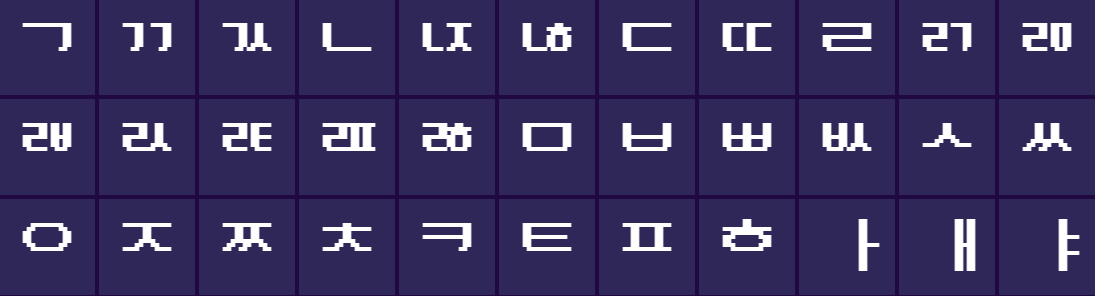 ㄱ ㄲ ㄳ ㄴ ㄵ ㄶ ㄷ ㄸ ㄹ ㄺ ㄻ
ㄼ ㄽ ㄾ ㄿ ㅀ ㅁ ㅂ ㅃ ㅄ ㅅ ㅆ
ㅇ ㅈ ㅉ ㅊ ㅋ ㅌ ㅍ ㅎ ㅏ ㅐ ㅑ